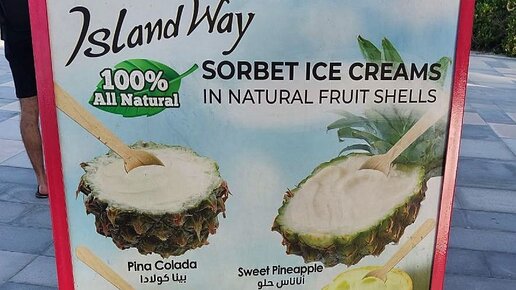 Island Way
100%
All Natural
SORBET ICE CREAMS
IN NATURAL FRUIT SHELLS
Pina Colada
بينا كولادا
Sweet Pineapple
أناناس حلو